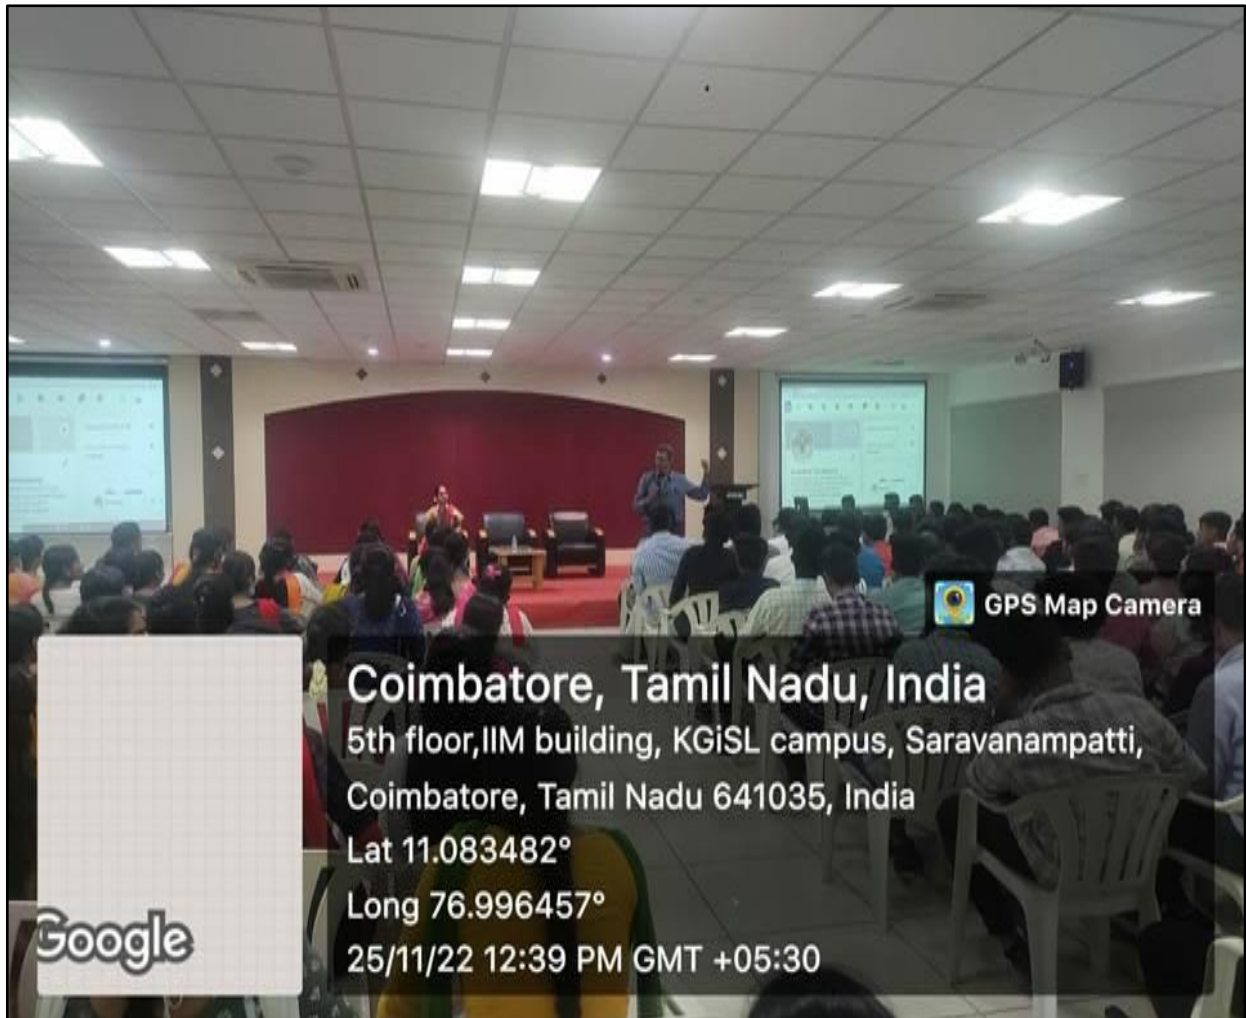 GPS Map Camera
Coimbatore, Tamil Nadu, India
5th floor,IIM building, KGiSL campus, Saravanampatti,
Coimbatore, Tamil Nadu 641035, India
Lat 11.083482°
Long 76.996457°
25/11/22 12:39 PM GMT +05:30
Google